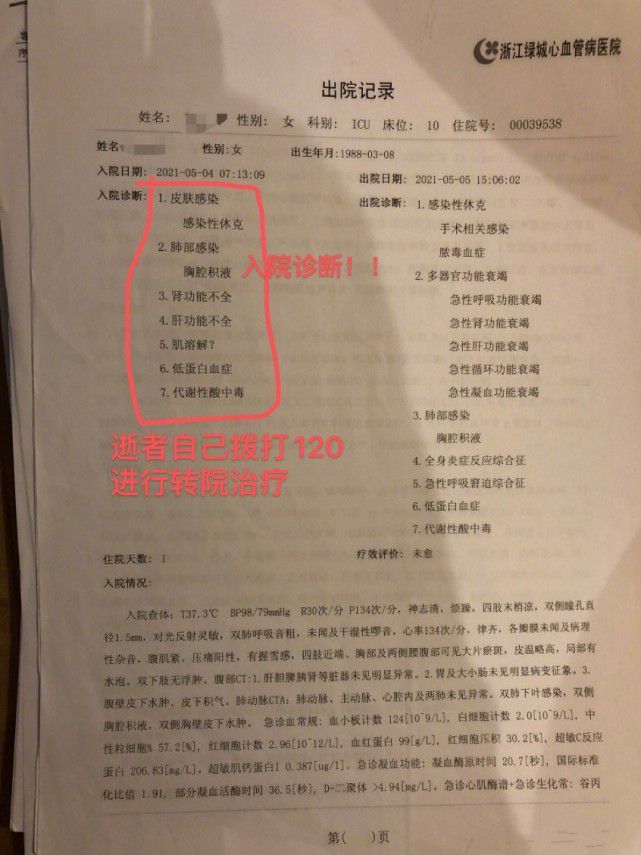 浙江绿城心血管病医院
出院记录
姓名: 性别: 女 科别: ICU 床位: 10 住院号: 00039538
姓名: 性别:女 出生年月:1988-03-08
入院日期: 2021-05-04 07:13:09 出院日期: 2021-05-05 15:06:02
入院诊断: 1.皮肤感染 出院诊断: 1.感染性休克
感染性休克 手术相关感染
2.肺部感染 脓毒血症
入院诊断！！
胸腔积液 2.多器官功能衰竭
3.肾功能不全 急性呼吸功能衰竭
4.肝功能不全 急性肾功能衰竭
5.肌溶解? 急性肝功能衰竭
6.低蛋白血症 急性循环功能衰竭
7.代谢性酸中毒 急性凝血功能衰竭
3.肺部感染
胸腔积液
逝者自己拨打120
进行转院治疗
4.全身炎症反应综合征
5.急性呼吸窘迫综合征
6.低蛋白血症
7.代谢性酸中毒
住院天数: 1 疗效评价: 未愈
入院情况:
入院查体: T37.3℃ BP98/79mmHg R30次/分 P134次/分, 神志清, 烦躁, 四肢末梢凉, 双侧瞳孔直
径1.5mm, 对光反射灵敏, 双肺呼吸音粗, 未闻及干湿性啰音, 心率134次/分, 律齐, 各瓣膜未闻及病理
性杂音, 腹肌紧, 压痛阳性, 有握雪感, 四肢近端、胸部及两侧腰腹部可见大片瘀斑, 皮温略高, 局部有
水泡。双下肢无浮肿。腹部CT:1.肝胆脾胰肾等脏器未见明显异常。2.胃及大小肠未见明显病变征象。3.
腹壁皮下水肿、皮下积气。肺动脉CTA: 肺动脉、主动脉、心腔内及两肺未见异常。双肺下叶感染, 双侧
胸腔积液。双侧胸壁皮下水肿。 急诊血常规: 血小板计数 124[10^9/L], 白细胞计数 2.0[10^9/L], 中
性粒细胞% 57.2[%], 红细胞计数 2.96[10^12/L], 血红蛋白 99[g/L], 红细胞压积 30.2[%], 超敏C反应
蛋白 206.83[mg/L]。超敏肌钙蛋白I 0.387[ug/l]。急诊凝血功能: 凝血酶原时间 20.7[秒], 国际标准
化比值 1.91, 部分凝血活酶时间 36.5[秒], D-二聚体 >4.94[mg/L]。急诊心肌酶谱+急诊生化常: 谷丙
第( )页